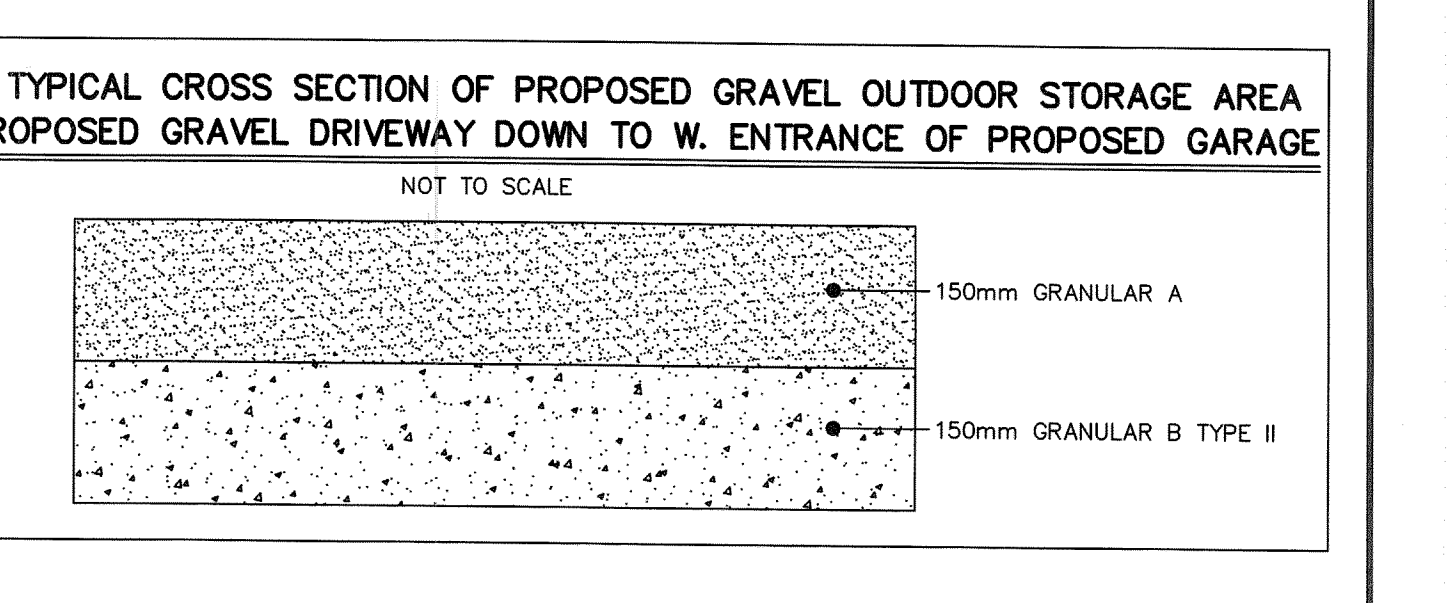 TYPICAL CROSS SECTION OF PROPOSED GRAVEL OUTDOOR STORAGE AREA
GRAVEL DRIVEWAY DOWN TO W. ENTRANCE OF PROPOSED GARAGE
NOT TO SCALE
150mm GRANULAR A
150mm GRANULAR B TYPE II